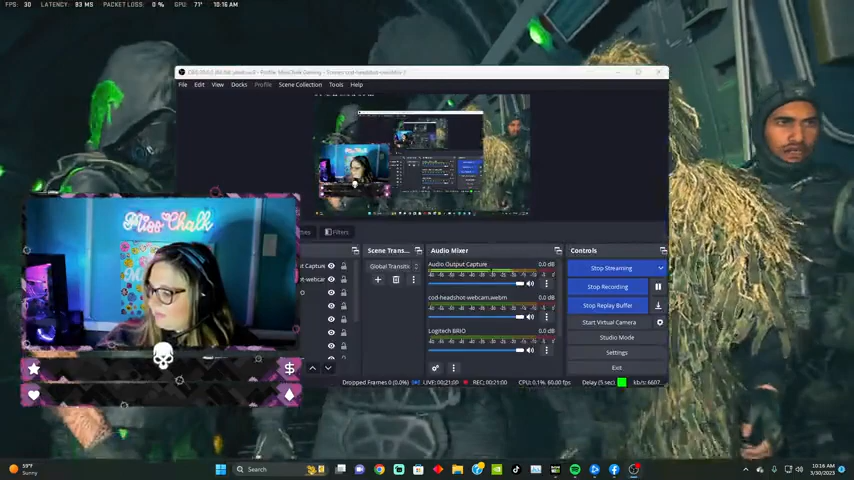 FPS: 30 LATENCY: 93 MS PACKET LOSS: 0 % GPU: 71° 10:16 AM
File Edit View Docks Profile Scene Collection Tools Help
Miss Chalk
Filters
Scene Trans...
Audio Mixer
Controls
Global Transiti
Audio Output Capture 0.0 dB
cod-headshot-webcam.webm 0.0 dB
Logitech BRIO 0.0 dB
Stop Streaming
Stop Recording
Stop Replay Buffer
Start Virtual Camera
Studio Mode
Settings
Exit
Dropped Frames 0 (0.0%) LIVE: 00:21:00 REC: 00:21:00 CPU: 0.1%, 60.00 fps Delay (5 sec) kb/s: 6607
59°F
Sunny
Search
10:16 AM
3/30/2023